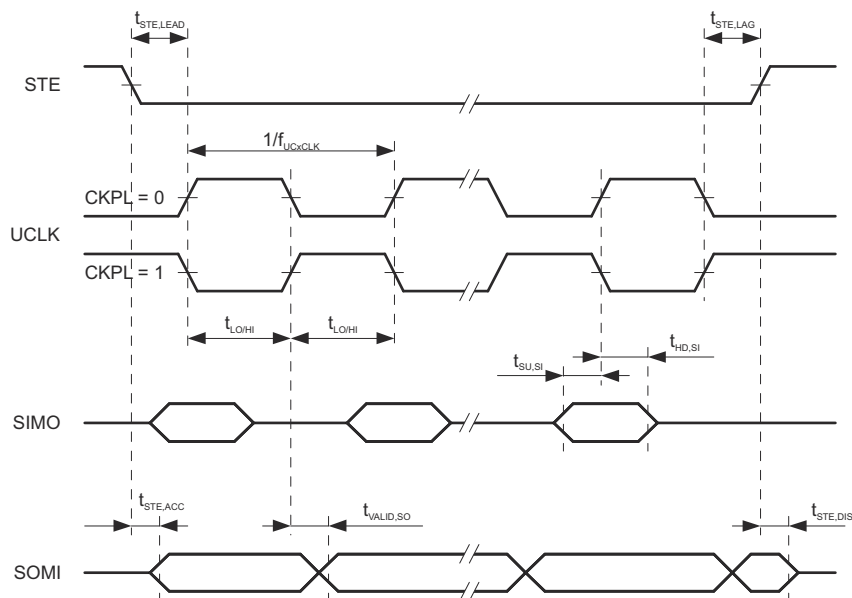 tSTE,LEAD
tSTE,LAG
STE
1/fUCxCLK
CKPL = 0
UCLK
CKPL = 1
tLO/HI
tLO/HI
tHD,SI
tSU,SI
SIMO
tSTE,ACC
tVALID,SO
tSTE,DIS
SOMI